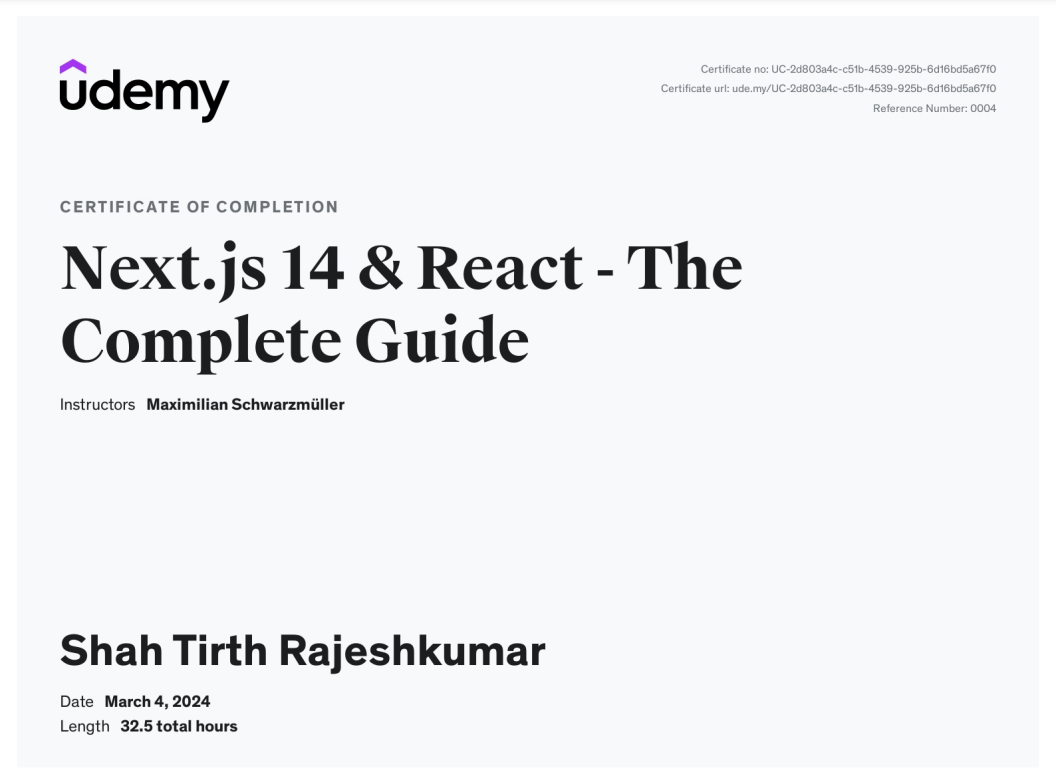 udemy
Certificate no: UC-2d803a4c-c51b-4539-925b-6d16bd5a67f0
Certificate url: ude.my/UC-2d803a4c-c51b-4539-925b-6d16bd5a67f0
Reference Number: 0004
CERTIFICATE OF COMPLETION
Next.js 14 & React - The
Complete Guide
Instructors Maximilian Schwarzmüller
Shah Tirth Rajeshkumar
Date March 4, 2024
Length 32.5 total hours